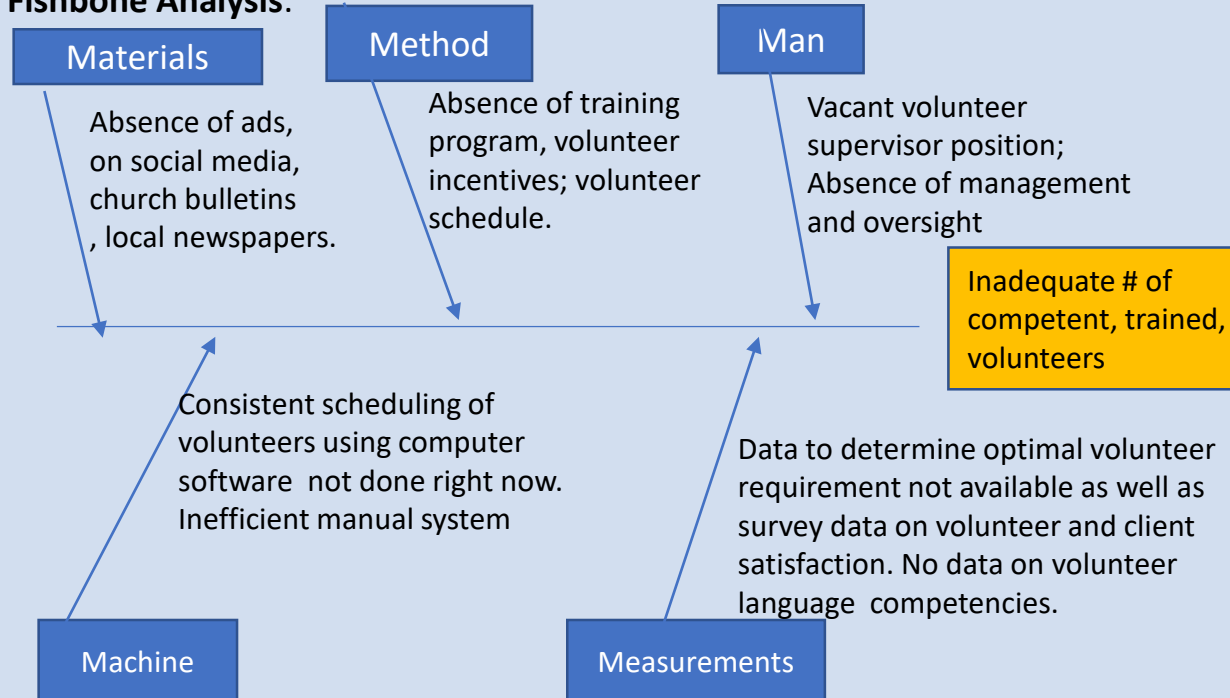 Fishbone Analysis:
Materials
Absence of ads,
on social media,
church bulletins
, local newspapers.
Method
Absence of training
program, volunteer
incentives; volunteer
schedule.
Man
Vacant volunteer
supervisor position;
Absence of management
and oversight
Inadequate # of
competent, trained,
volunteers
Consistent scheduling of
volunteers using computer
software not done right now.
Inefficient manual system
Machine
Data to determine optimal volunteer
requirement not available as well as
survey data on volunteer and client
satisfaction. No data on volunteer
language competencies.
Measurements